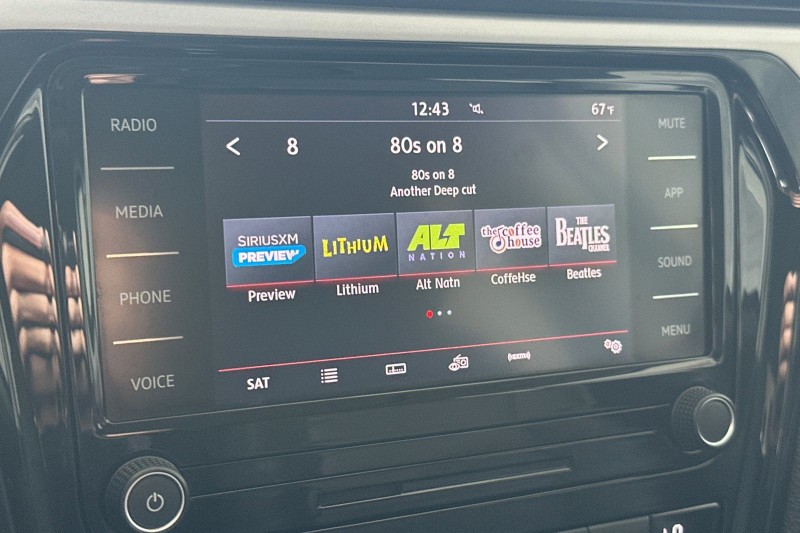 12:43
67°F
RADIO
MUTE
< 8 80s on 8 >
80s on 8
Another Deep cut
MEDIA
APP
SIRIUSXM
PREVIEW
LITHIUM
ALT
NATION
the coffee
house
THE
BEATLES
CHANNEL
Preview
Lithium
Alt Natn
CoffeHse
Beatles
PHONE
SOUND
VOICE
MENU
SAT